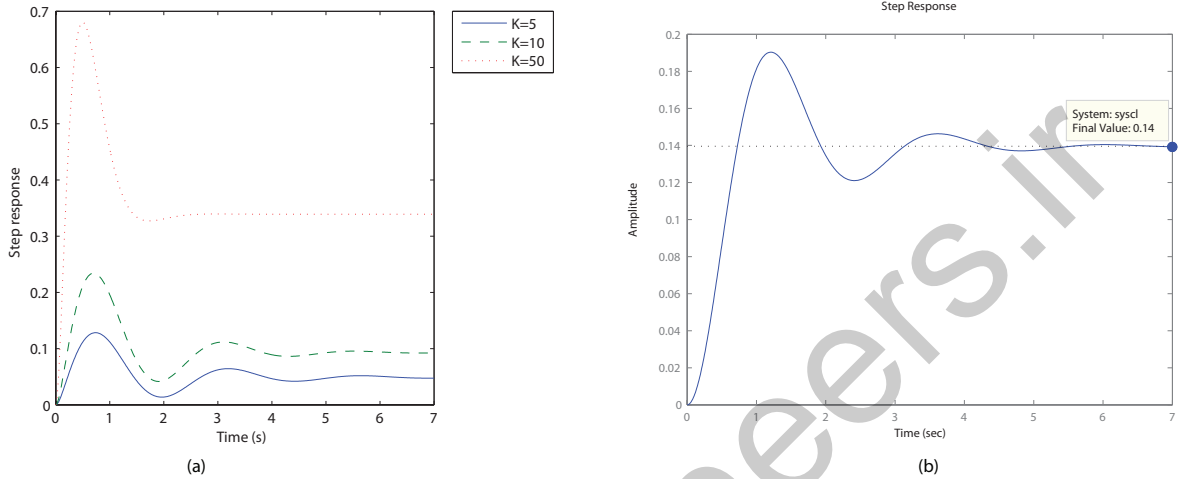 0.7
0.6
0.5
0.4
0.3
0.2
0.1
0
Step response
0 1 2 3 4 5 6 7
Time (s)
K=5
K=10
K=50
(a)
Step Response
0.2
0.18
0.16
0.14
0.12
0.1
0.08
0.06
0.04
0.02
0
Amplitude
System: syscl
Final Value: 0.14
0 1 2 3 4 5 6 7
Time (sec)
(b)
eers.ir